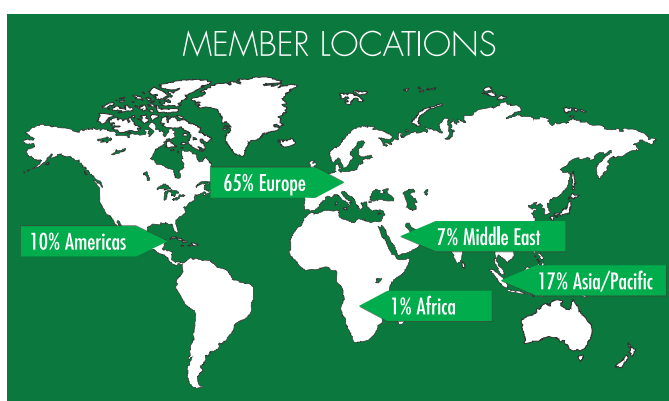 MEMBER LOCATIONS
65% Europe
10% Americas
7% Middle East
17% Asia/Pacific
1% Africa